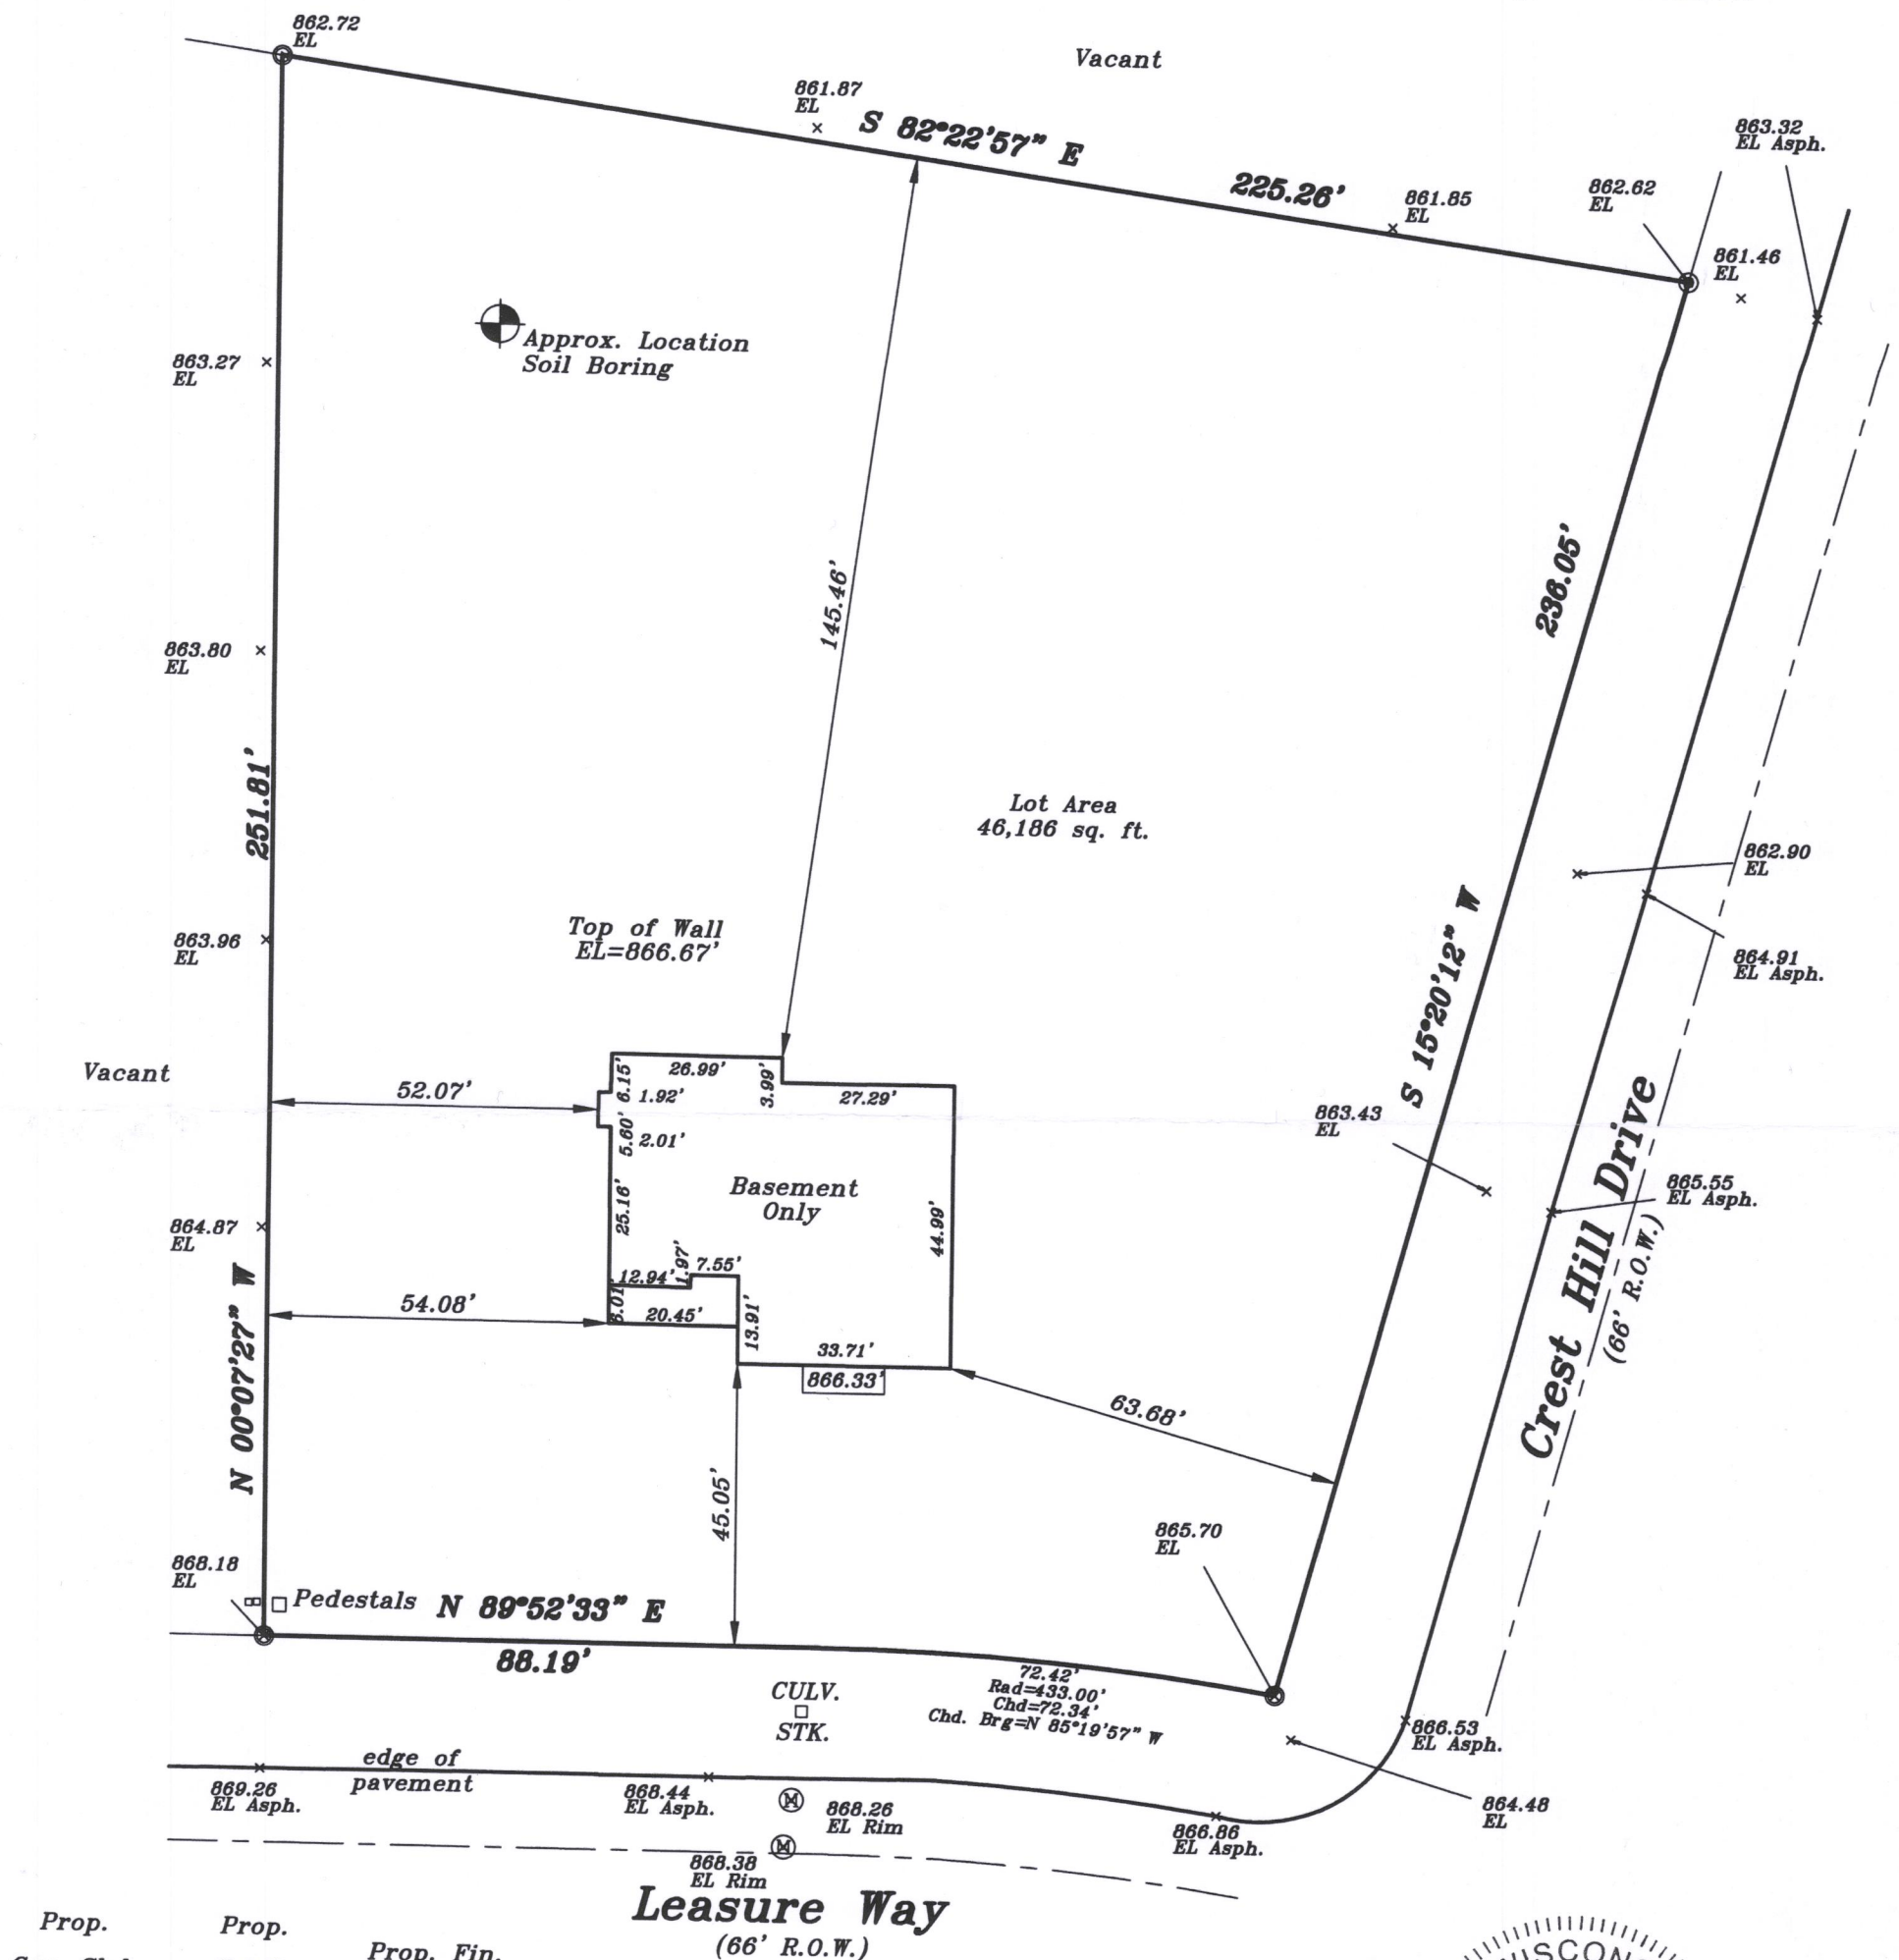 862.72
EL
Vacant
861.87
EL
S 82°22'57" E
225.26'
863.32
EL Asph.
861.85
EL
862.62
EL
861.46
EL
Approx. Location
Soil Boring
863.27
EL
145.46'
236.05'
863.80
EL
251.81'
Lot Area
46,186 sq. ft.
862.90
EL
Top of Wall
EL=866.67'
863.96
EL
S 15°20'12" W
864.91
EL Asph.
Vacant
52.07'
6.15'
26.99'
3.99'
1.92'
27.29'
5.60'
2.01'
863.43
EL
Basement
Only
25.16'
44.99'
865.55
EL Asph.
Crest Hill Drive
(66' R.O.W.)
864.87
EL
N 00°07'27" W
12.94'
1.97'
7.55'
54.08'
20.45'
13.91'
33.71'
866.33'
63.68'
45.05'
865.70
EL
868.18
EL
Pedestals
N 89°52'33" E
88.19'
72.42'
Rad=433.00'
Chd=72.34'
Chd. Brg=N 85°19'57" W
CULV.
STK.
866.53
EL Asph.
edge of
pavement
869.26
EL Asph.
868.44
EL Asph.
M
868.26
EL Rim
864.48
EL
866.86
EL Asph.
M
868.38
EL Rim
Leasure Way
(66' R.O.W.)
Prop.
Prop.
Prop. Fin.